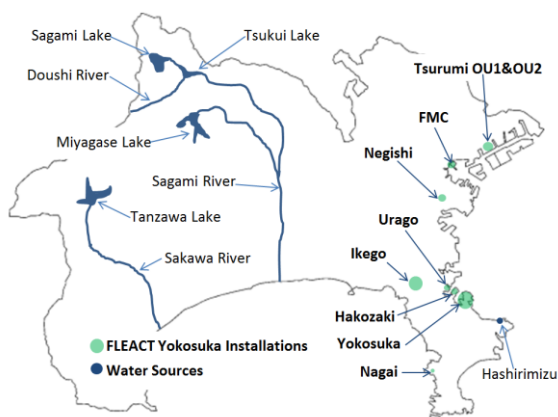 Sagami Lake
Tsukui Lake
Doushi River
Tsurumi OU1&OU2
FMC
Miyagase Lake
Negishi
Sagami River
Tanzawa Lake
Urago
Ikego
Sakawa River
Hakozaki
FLEACT Yokosuka Installations
Yokosuka
Water Sources
Nagai
Hashirimizu